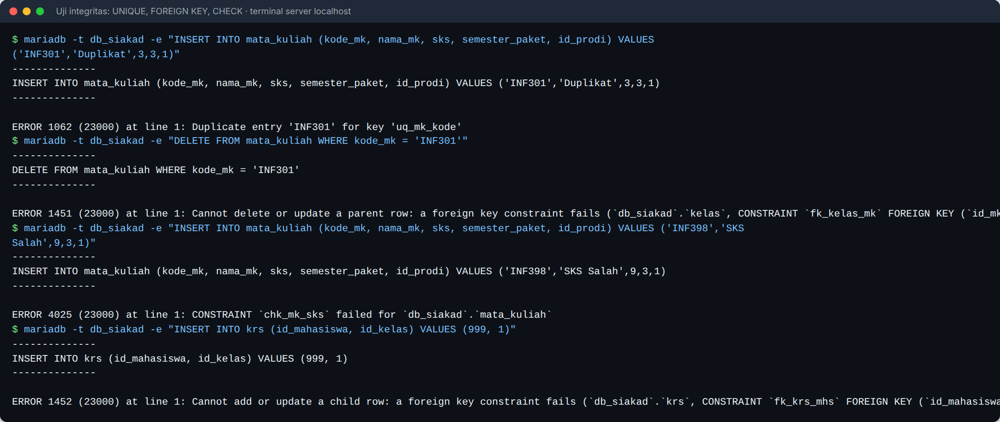 Uji integritas: UNIQUE, FOREIGN KEY, CHECK · terminal server localhost
$ mariadb -t db_siakad -e "INSERT INTO mata_kuliah (kode_mk, nama_mk, sks, semester_paket, id_prodi) VALUES
('INF301','Duplikat',3,3,1)"
--------------
INSERT INTO mata_kuliah (kode_mk, nama_mk, sks, semester_paket, id_prodi) VALUES ('INF301','Duplikat',3,3,1)
--------------
ERROR 1062 (23000) at line 1: Duplicate entry 'INF301' for key 'uq_mk_kode'
$ mariadb -t db_siakad -e "DELETE FROM mata_kuliah WHERE kode_mk = 'INF301'"
--------------
DELETE FROM mata_kuliah WHERE kode_mk = 'INF301'
--------------
ERROR 1451 (23000) at line 1: Cannot delete or update a parent row: a foreign key constraint fails (`db_siakad`.`kelas`, CONSTRAINT `fk_kelas_mk` FOREIGN KEY (`id_mk
$ mariadb -t db_siakad -e "INSERT INTO mata_kuliah (kode_mk, nama_mk, sks, semester_paket, id_prodi) VALUES ('INF398','SKS
Salah',9,3,1)"
--------------
INSERT INTO mata_kuliah (kode_mk, nama_mk, sks, semester_paket, id_prodi) VALUES ('INF398','SKS Salah',9,3,1)
--------------
ERROR 4025 (23000) at line 1: CONSTRAINT `chk_mk_sks` failed for `db_siakad`.`mata_kuliah`
$ mariadb -t db_siakad -e "INSERT INTO krs (id_mahasiswa, id_kelas) VALUES (999, 1)"
--------------
INSERT INTO krs (id_mahasiswa, id_kelas) VALUES (999, 1)
--------------
ERROR 1452 (23000) at line 1: Cannot add or update a child row: a foreign key constraint fails (`db_siakad`.`krs`, CONSTRAINT `fk_krs_mhs` FOREIGN KEY (`id_mahasiswa